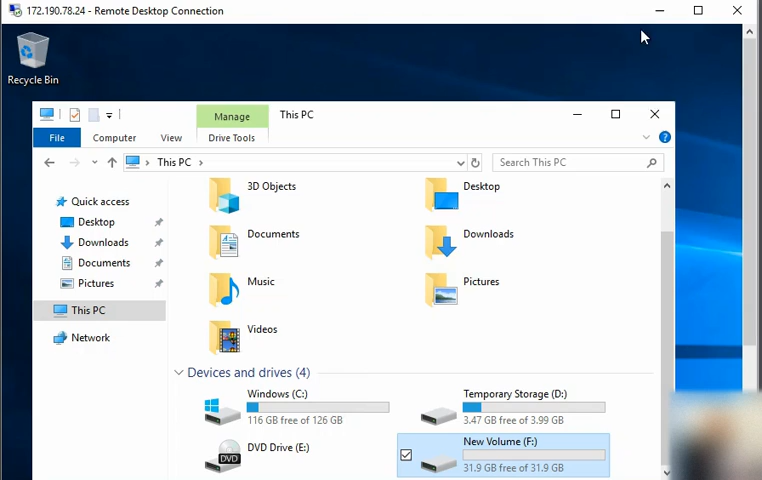 172.190.78.24 - Remote Desktop Connection
Recycle Bin
Manage
This PC
File
Computer
View
Drive Tools
This PC
Search This PC
Quick access
Desktop
Downloads
Documents
Pictures
This PC
Network
3D Objects
Desktop
Documents
Downloads
Music
Pictures
Videos
Devices and drives (4)
Windows (C:)
116 GB free of 126 GB
Temporary Storage (D:)
3.47 GB free of 3.99 GB
DVD Drive (E:)
DVD
New Volume (F:)
31.9 GB free of 31.9 GB